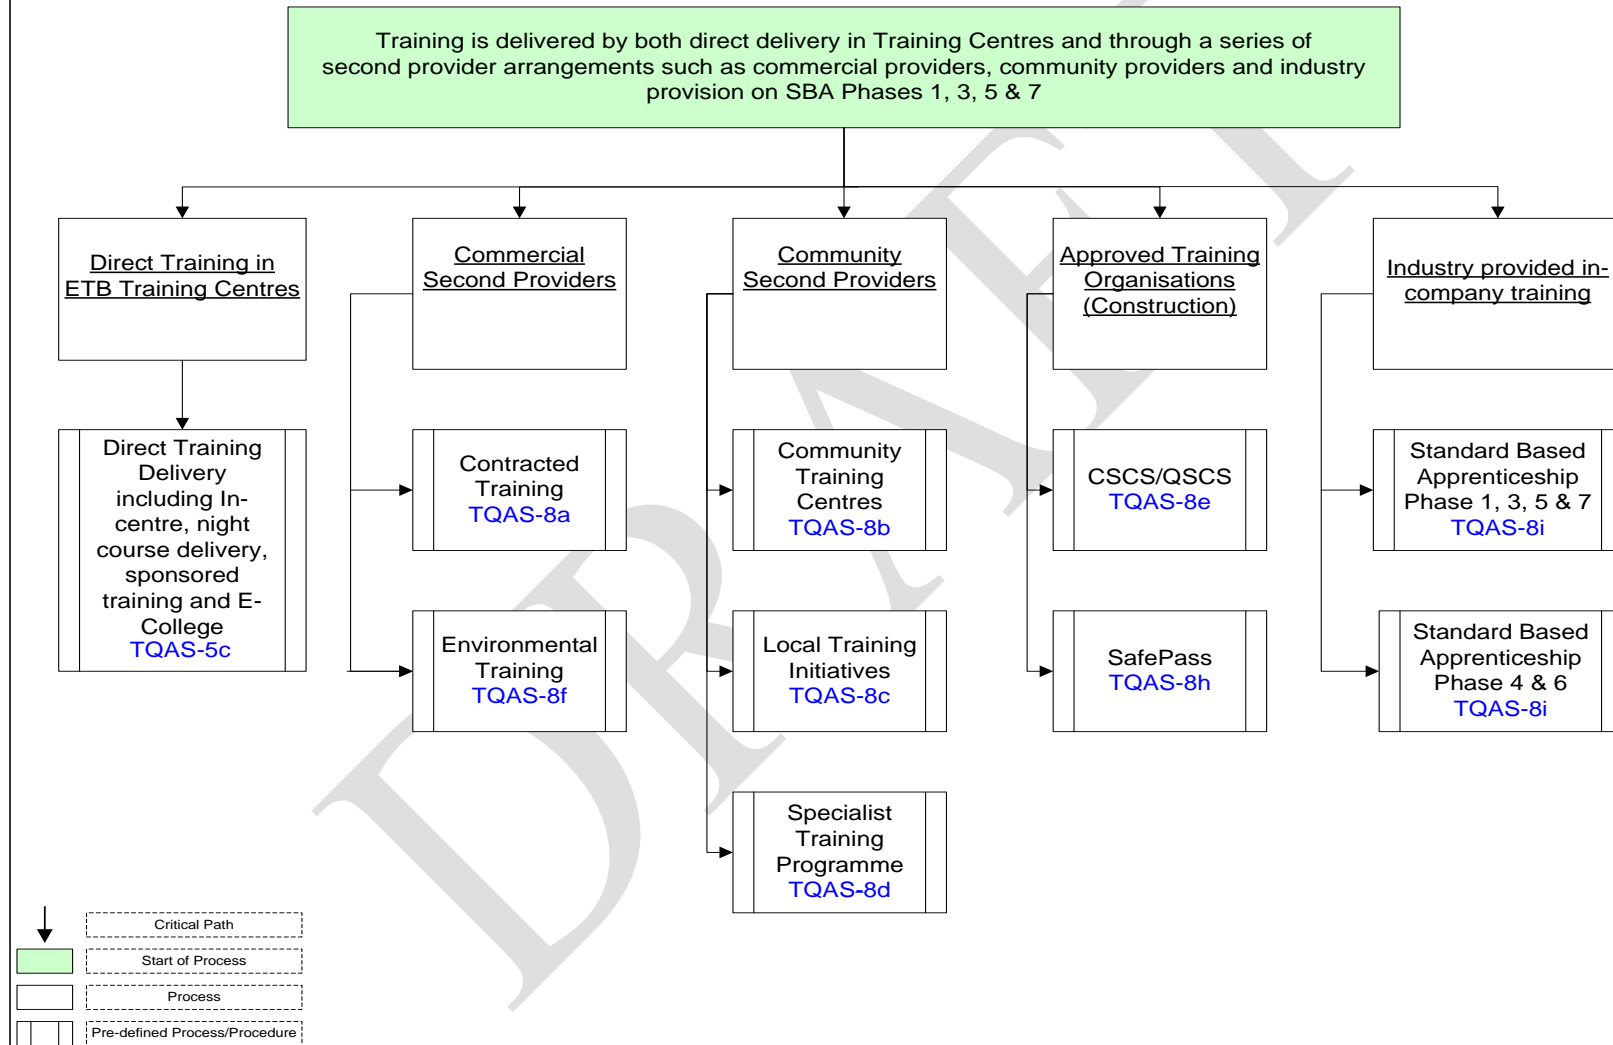 Training is delivered by both direct delivery in Training Centres and through a series of
second provider arrangements such as commercial providers, community providers and industry
provision on SBA Phases 1, 3, 5 & 7
Direct Training in
ETB Training Centres
Commercial
Second Providers
Community
Second Providers
Approved Training
Organisations
(Construction)
Industry provided in-
company training
Direct Training
Delivery
including In-
centre, night
course delivery,
sponsored
training and E-
College
TQAS-5c
Contracted
Training
TQAS-8a
Community
Training
Centres
TQAS-8b
CSCS/QSCS
TQAS-8e
Standard Based
Apprenticeship
Phase 1, 3, 5 & 7
TQAS-8i
Environmental
Training
TQAS-8f
Local Training
Initiatives
TQAS-8c
SafePass
TQAS-8h
Standard Based
Apprenticeship
Phase 4 & 6
TQAS-8i
Specialist
Training
Programme
TQAS-8d
Critical Path
Start of Process
Process
Pre-defined Process/Procedure
DRAFT